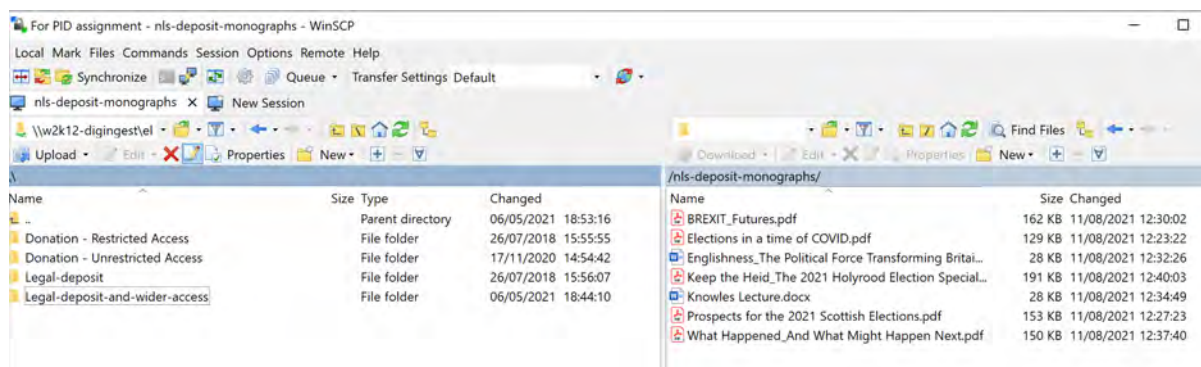 For PID assignment - nls-deposit-monographs - WinSCP
Local Mark Files Commands Session Options Remote Help
Synchronize Queue Transfer Settings Default
nls-deposit-monographs X New Session
\\w2k12-digingest\el Find Files
Upload Edit Properties New Download Edit Properties New
\ /nls-deposit-monographs/
Name Size Type Changed Name Size Changed
.. Parent directory 06/05/2021 18:53:16 BREXIT_Futures.pdf 162 KB 11/08/2021 12:30:02
Donation - Restricted Access File folder 26/07/2018 15:55:55 Elections in a time of COVID.pdf 129 KB 11/08/2021 12:23:22
Donation - Unrestricted Access File folder 17/11/2020 14:54:42 Englishness_The Political Force Transforming Britai... 28 KB 11/08/2021 12:32:26
Legal-deposit File folder 26/07/2018 15:56:07 Keep the Heid_The 2021 Holyrood Election Special... 191 KB 11/08/2021 12:40:03
Legal-deposit-and-wider-access File folder 06/05/2021 18:44:10 Knowles Lecture.docx 28 KB 11/08/2021 12:34:49
Prospects for the 2021 Scottish Elections.pdf 153 KB 11/08/2021 12:27:23
What Happened_And What Might Happen Next.pdf 150 KB 11/08/2021 12:37:40